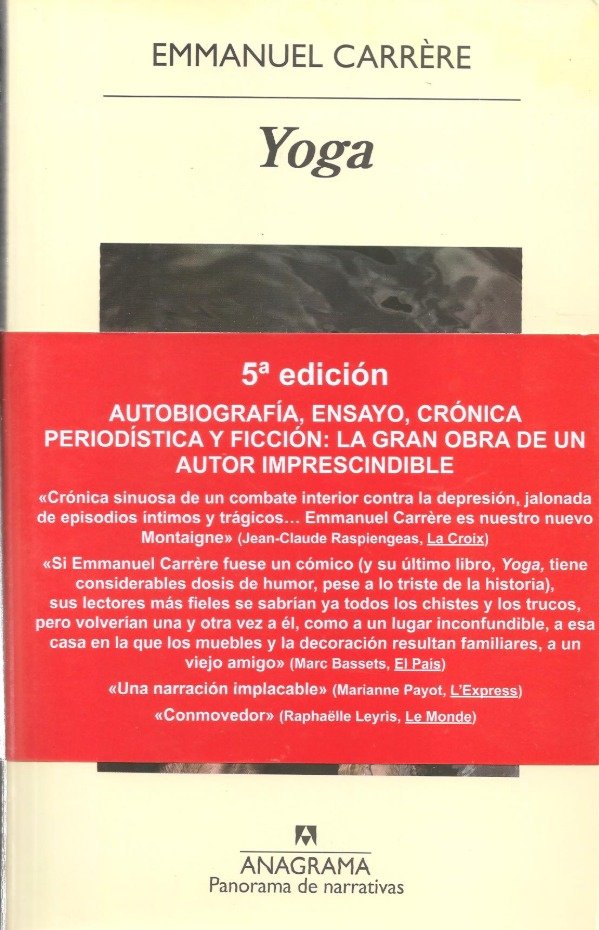 EMMANUEL CARRÈRE
Yoga
5ª edición
AUTOBIOGRAFÍA, ENSAYO, CRÓNICA
PERIODÍSTICA Y FICCIÓN: LA GRAN OBRA DE UN
AUTOR IMPRESCINDIBLE
«Crónica sinuosa de un combate interior contra la depresión, jalonada
de episodios íntimos y trágicos… Emmanuel Carrère es nuestro nuevo
Montaigne» (Jean-Claude Raspiengeas, La Croix)
«Si Emmanuel Carrère fuese un cómico (y su último libro, Yoga, tiene
considerables dosis de humor, pese a lo triste de la historia),
sus lectores más fieles se sabrían ya todos los chistes y los trucos,
pero volverían una y otra vez a él, como a un lugar inconfundible, a esa
casa en la que los muebles y la decoración resultan familiares, a un
viejo amigo» (Marc Bassets, El País)
«Una narración implacable» (Marianne Payot, L'Express)
«Conmovedor» (Raphaëlle Leyris, Le Monde)
ANAGRAMA
Panorama de narrativas